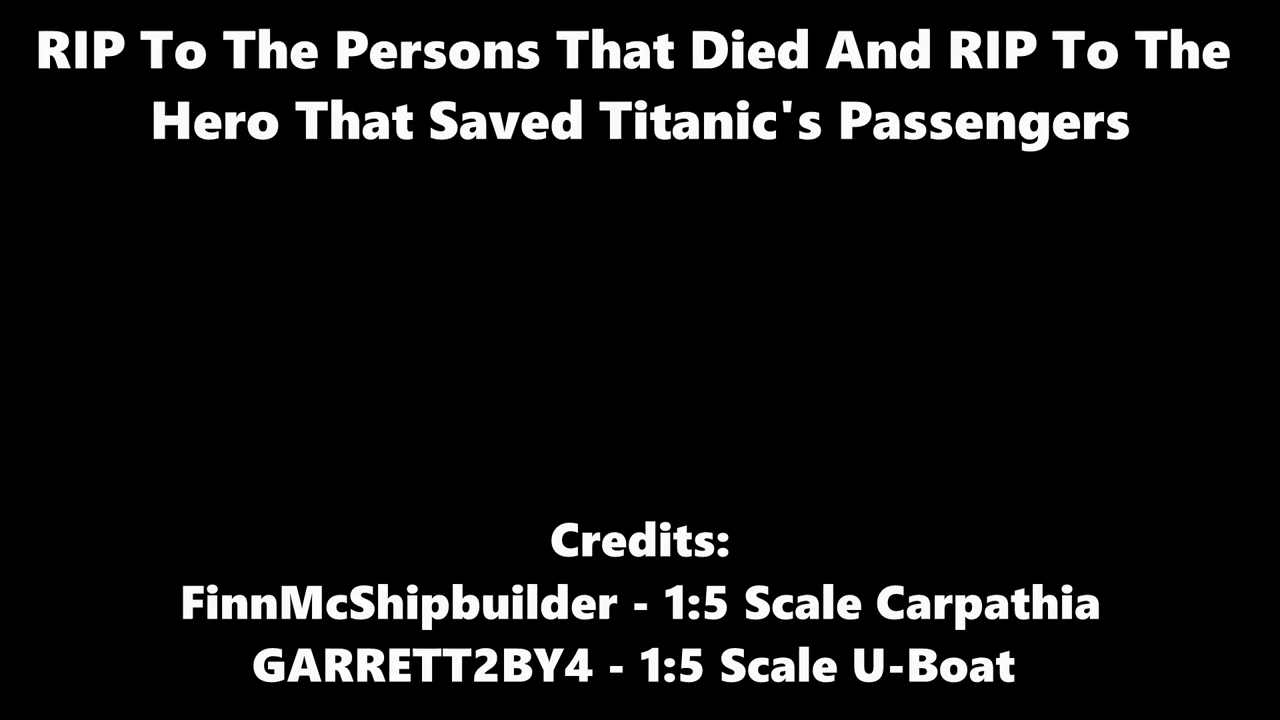 RIP To The Persons That Died And RIP To The
Hero That Saved Titanic's Passengers
Credits:
FinnMcShipbuilder - 1:5 Scale Carpathia
GARRETT2BY4 - 1:5 Scale U-Boat